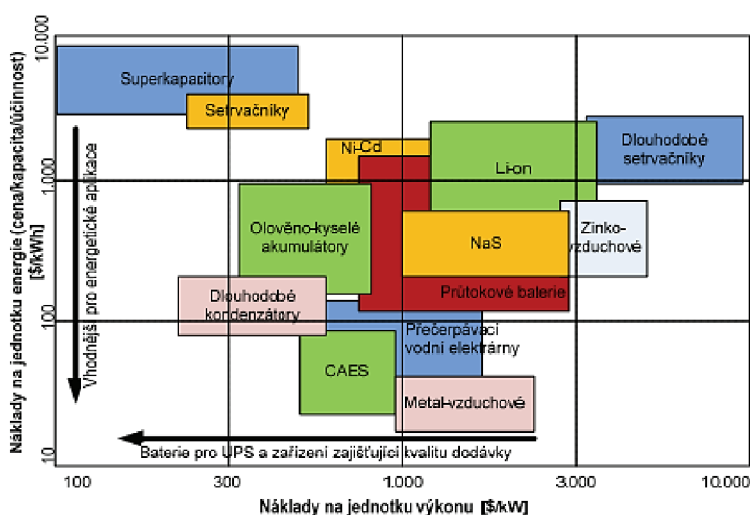 Náklady na jednotku energie (cena/kapacita/účinnost)
[$/kWh]
10.000
1.000
100
10
Vhodnější pro energetické aplikace
Superkapacitory
Setrvačníky
Ni-Cd
Li-on
Dlouhodobé
setrvačníky
Olověno-kyselé
akumulátory
NaS
Zinko-
vzduchové
Dlouhodobé
kondenzátory
Průtokové baterie
Přečerpávací
vodní elektrárny
CAES
Metal-vzduchové
Baterie pro UPS a zařízení zajišťující kvalitu dodávky
100
300
1.000
3.000
10.000
Náklady na jednotku výkonu [$/kW]